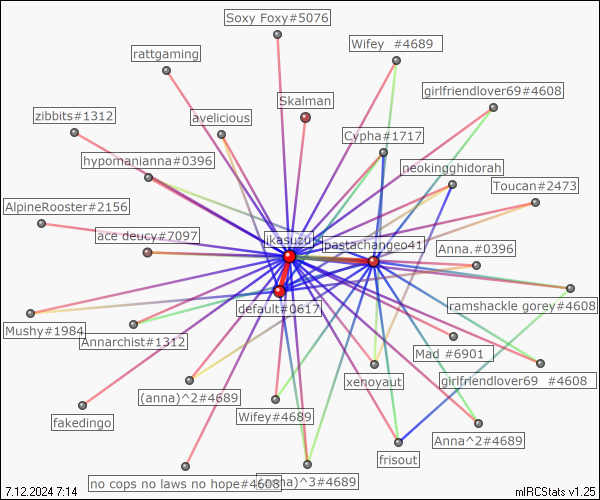 Soxy Foxy#5076
Wifey  #4689
rattgaming
girlfriendlover69#4608
Skalman
zibbits#1312
avelicious
Cypha#1717
hypomanianna#0396
neokingghidorah
Toucan#2473
AlpineRooster#2156
ace deucy#7097
ikasuzu
pastachangeo41
Anna.#0396
default#0617
ramshackle gorey#4608
Mushy#1984
Annarchist#1312
Mad #6901
xenoyaut
girlfriendlover69  #4608
(anna)^2#4689
Wifey#4689
fakedingo
Anna^2#4689
frisout
no cops no laws no hope#4608
(anna)^3#4689
7.12.2024 7:14
mIRCStats v1.25